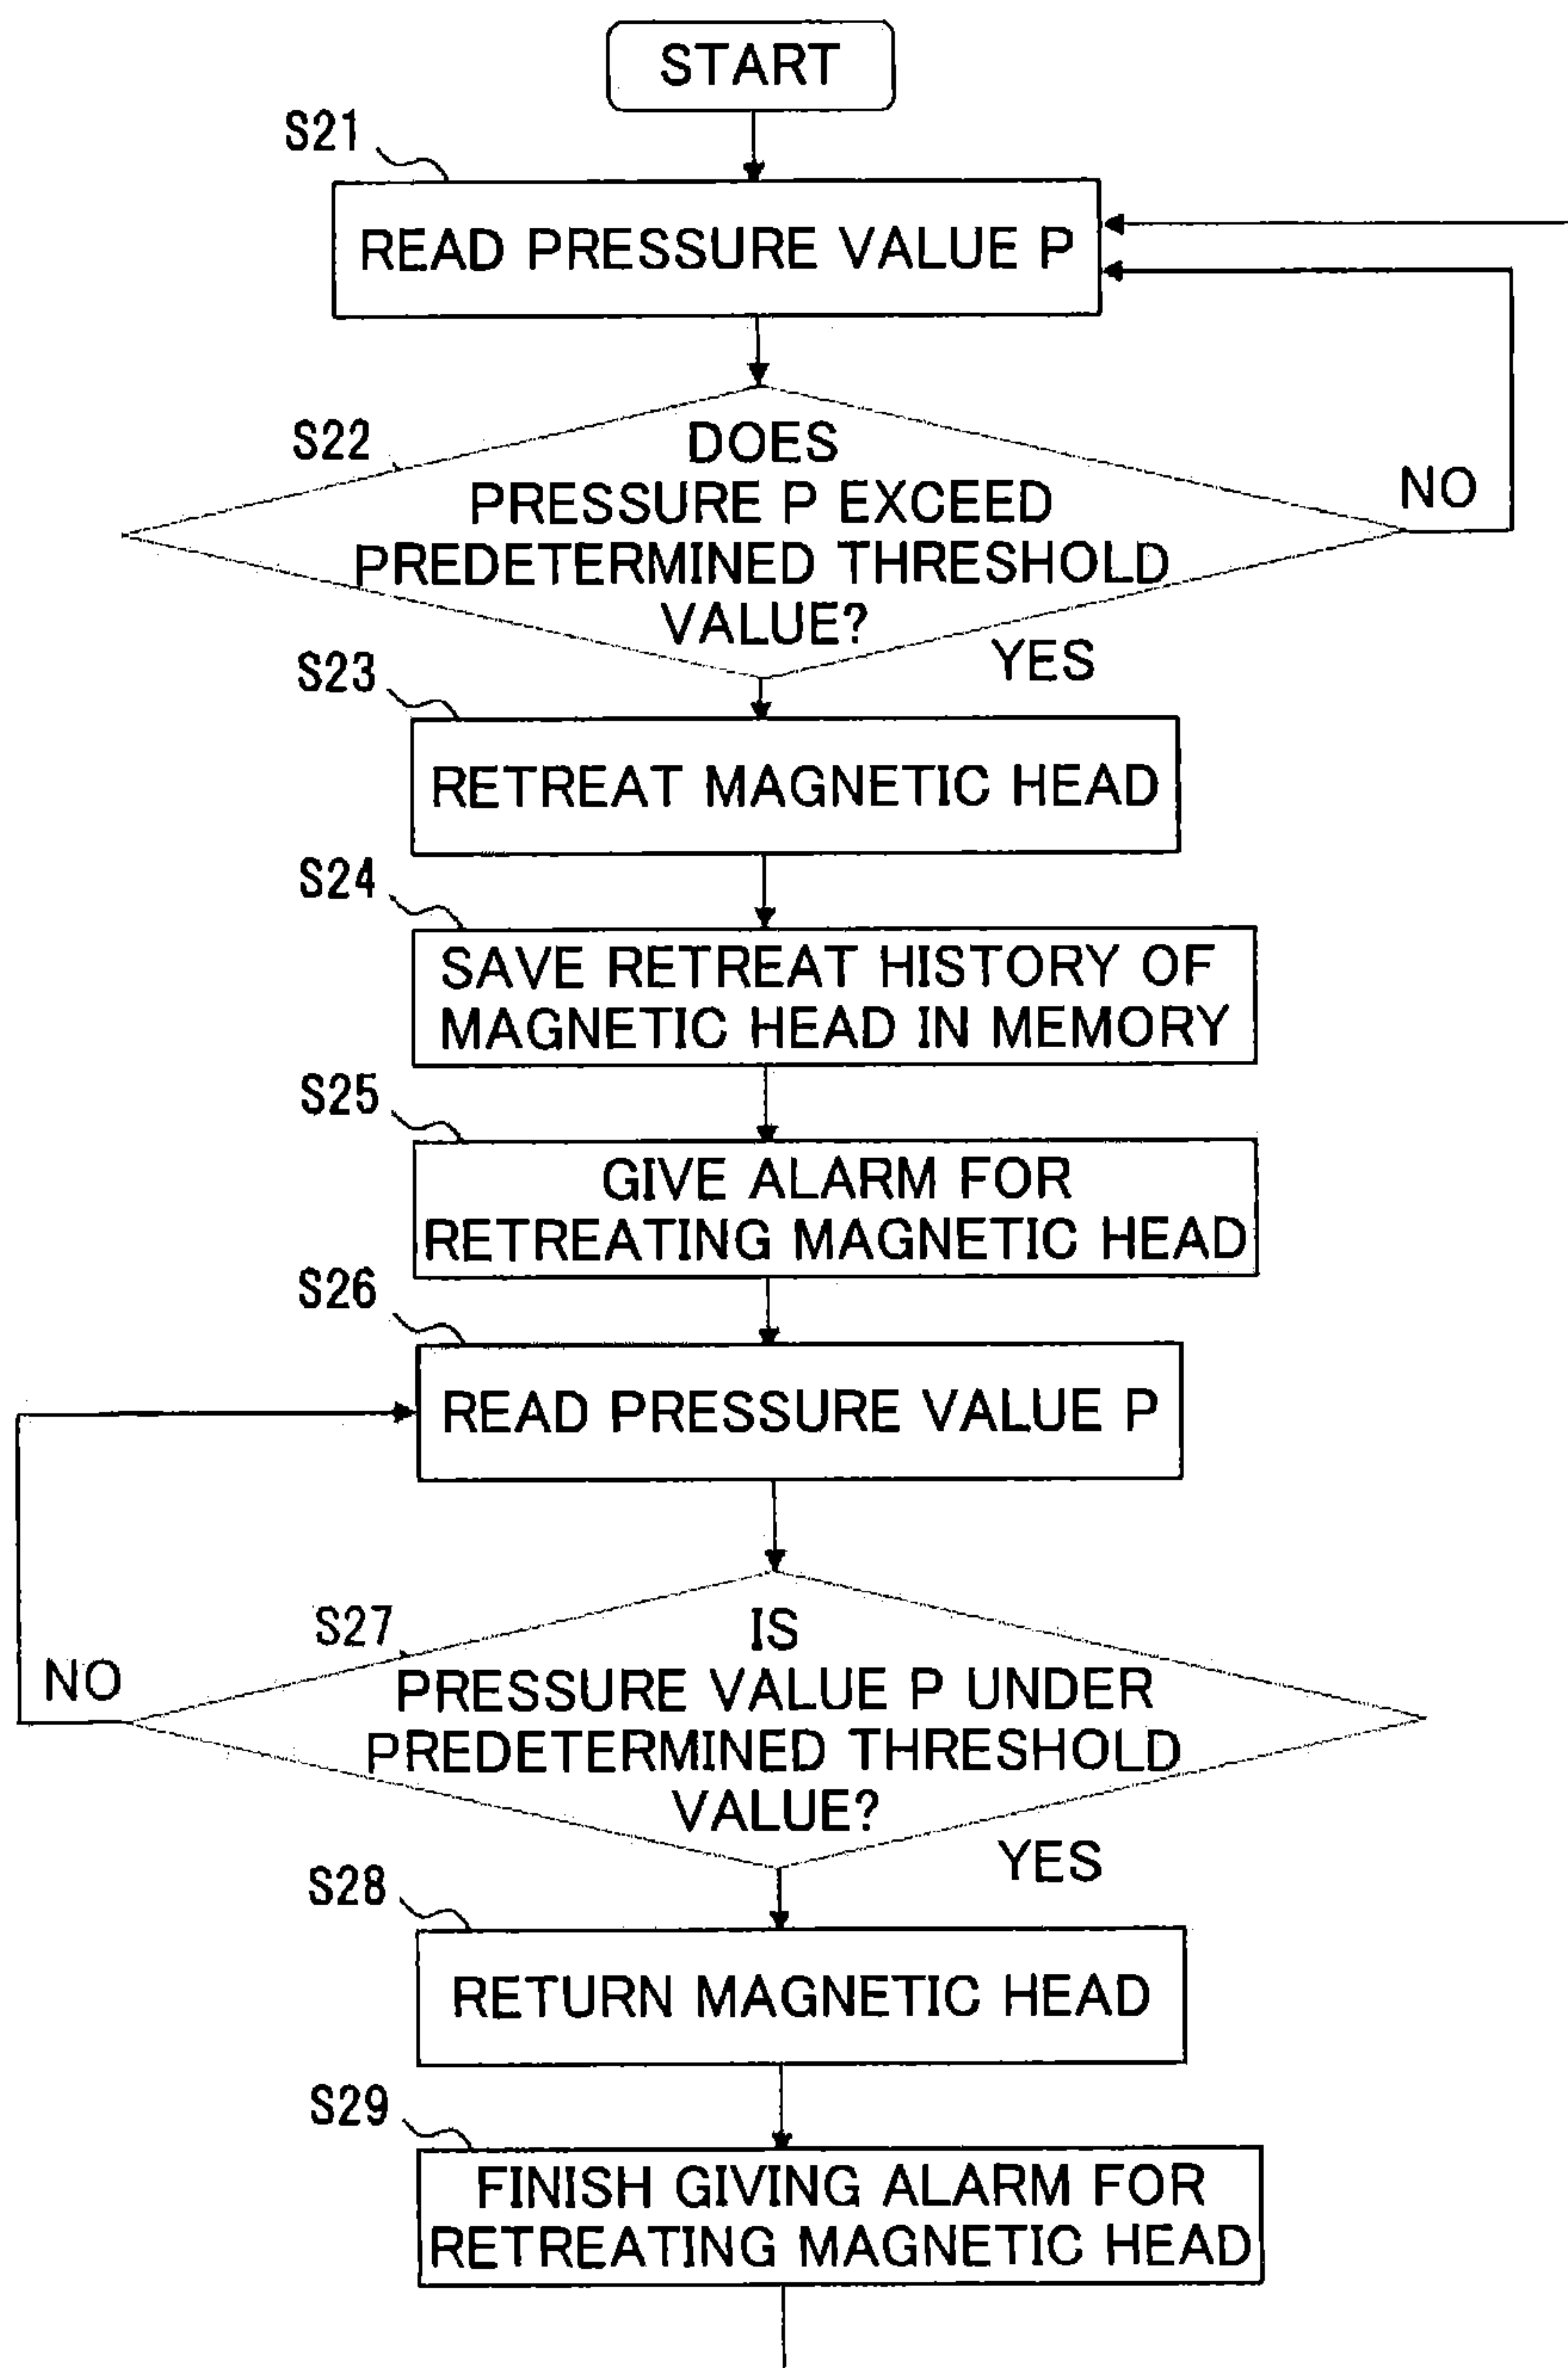 START
S21
READ PRESSURE VALUE P
S22
DOES
PRESSURE P EXCEED
PREDETERMINED THRESHOLD
VALUE?
NO
YES
S23
RETREAT MAGNETIC HEAD
S24
SAVE RETREAT HISTORY OF
MAGNETIC HEAD IN MEMORY
S25
GIVE ALARM FOR
RETREATING MAGNETIC HEAD
S26
READ PRESSURE VALUE P
S27
IS
PRESSURE VALUE P UNDER
PREDETERMINED THRESHOLD
VALUE?
NO
YES
S28
RETURN MAGNETIC HEAD
S29
FINISH GIVING ALARM FOR
RETREATING MAGNETIC HEAD